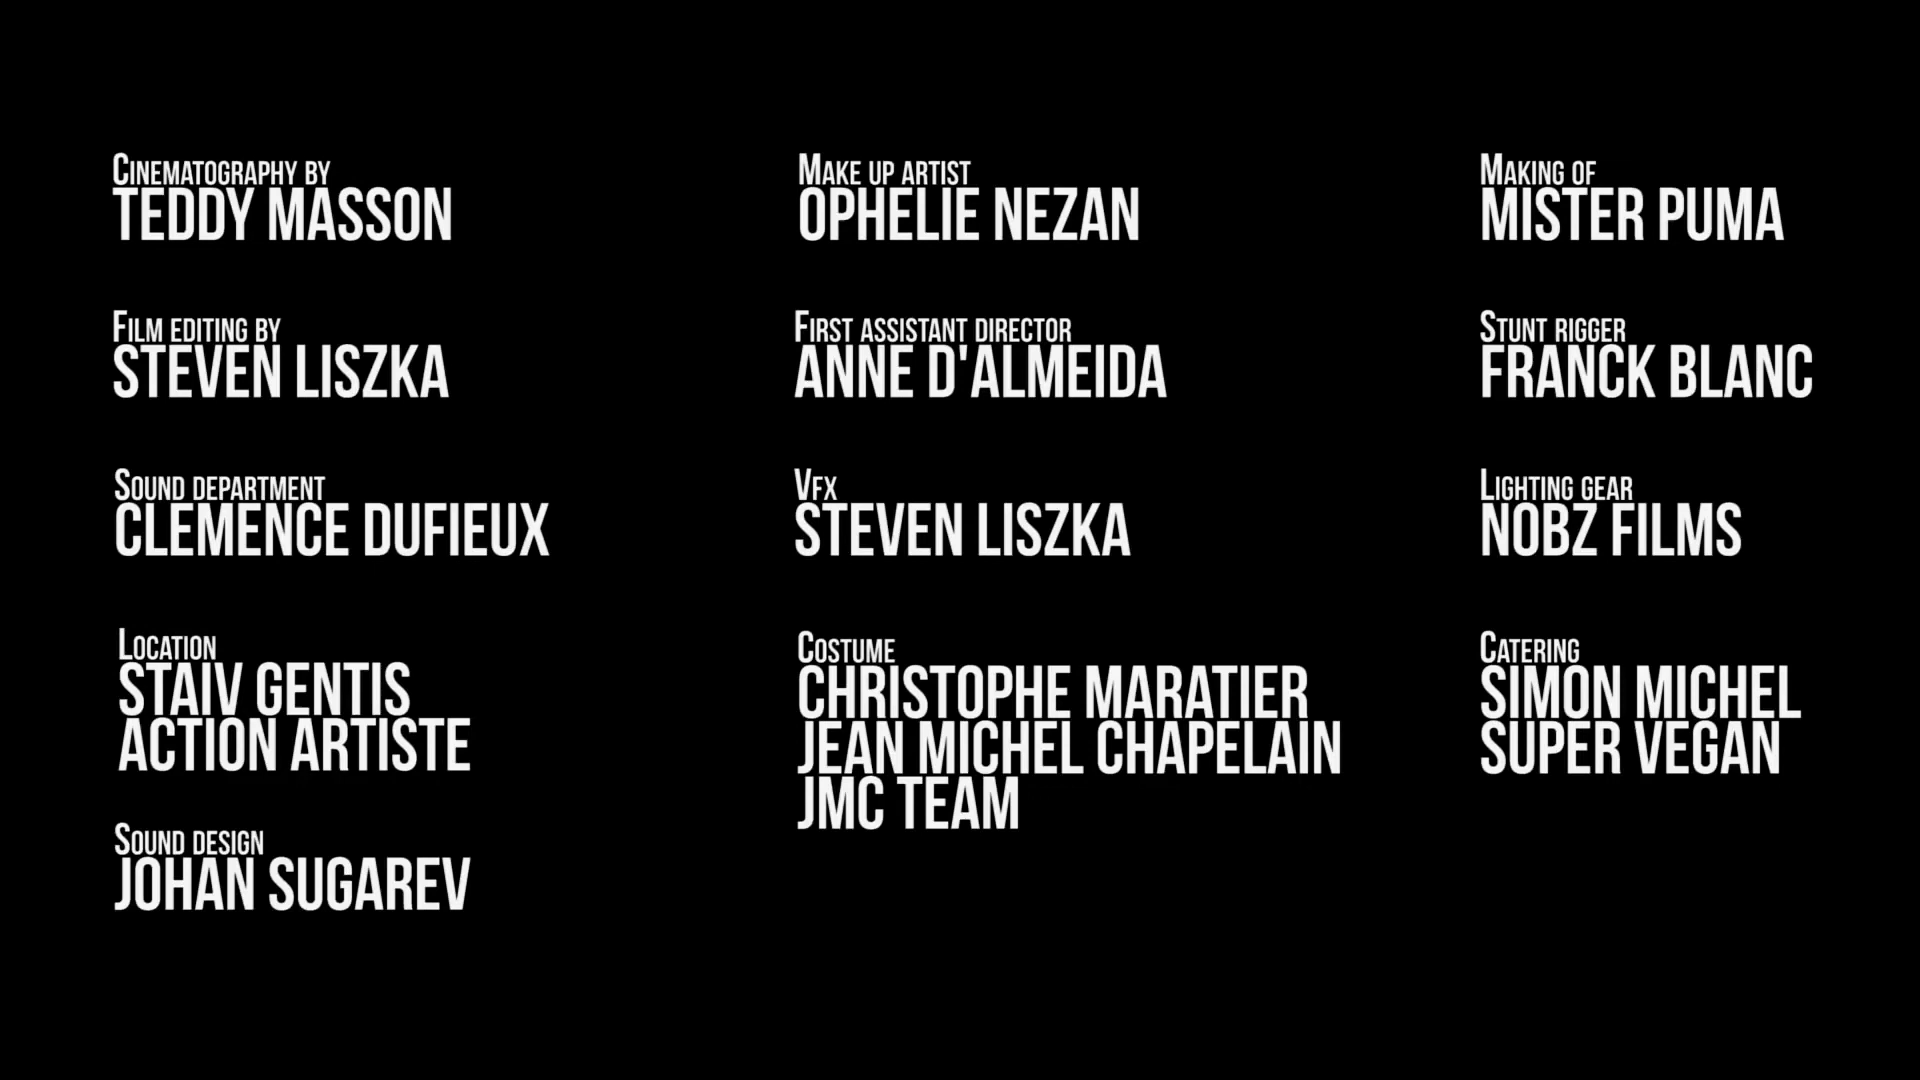 Cinematography by
TEDDY MASSON
Film editing by
STEVEN LISZKA
Sound department
CLEMENCE DUFIEUX
Location
STAIV GENTIS
ACTION ARTISTE
Sound design
JOHAN SUGAREV
Make up artist
OPHELIE NEZAN
First assistant director
ANNE D'ALMEIDA
Vfx
STEVEN LISZKA
Costume
CHRISTOPHE MARATIER
JEAN MICHEL CHAPELAIN
JMC TEAM
Making of
MISTER PUMA
Stunt rigger
FRANCK BLANC
Lighting gear
NOBZ FILMS
Catering
SIMON MICHEL
SUPER VEGAN